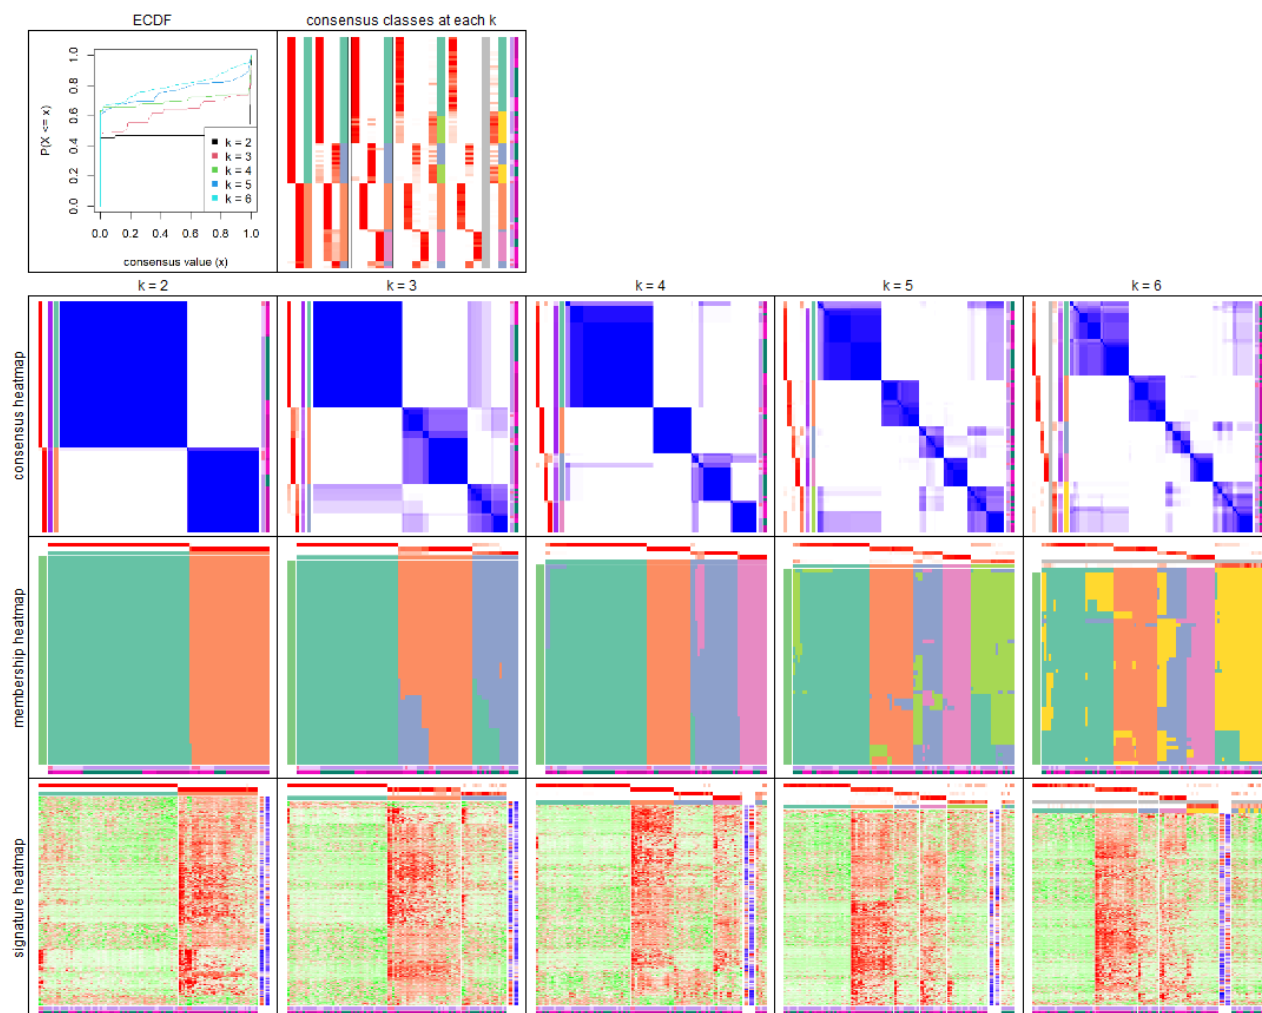 ECDF
consensus classes at each k
P(X <= x)
1.0
0.8
0.6
0.4
0.2
0.0
k = 2
k = 3
k = 4
k = 5
k = 6
0.0 0.2 0.4 0.6 0.8 1.0
consensus value (x)
k = 2 k = 3 k = 4 k = 5 k = 6
consensus heatmap
membership heatmap
signature heatmap